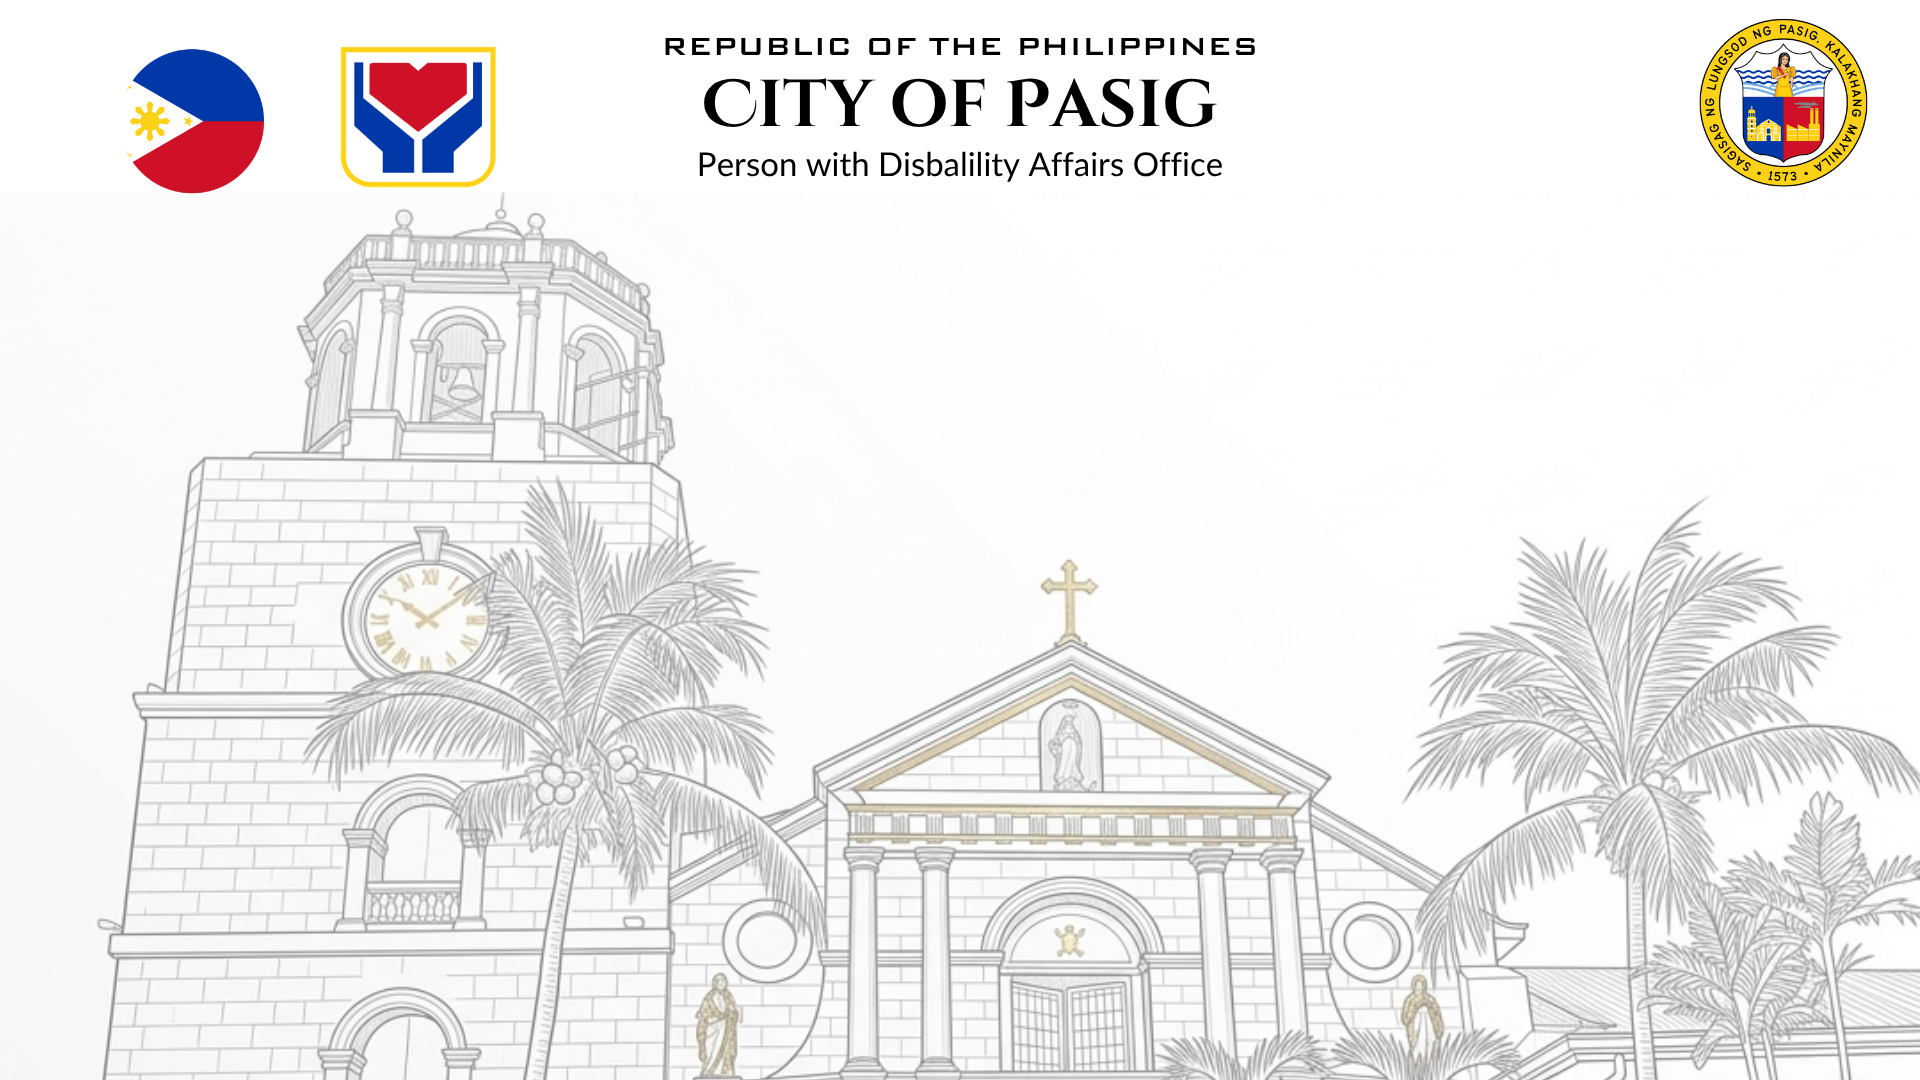 REPUBLIC OF THE PHILIPPINES
CITY OF PASIG
Person with Disbalility Affairs Office
SAGISAG NG LUNGSOD NG PASIG, KALAKHANG MAYNILA
• 1573 •